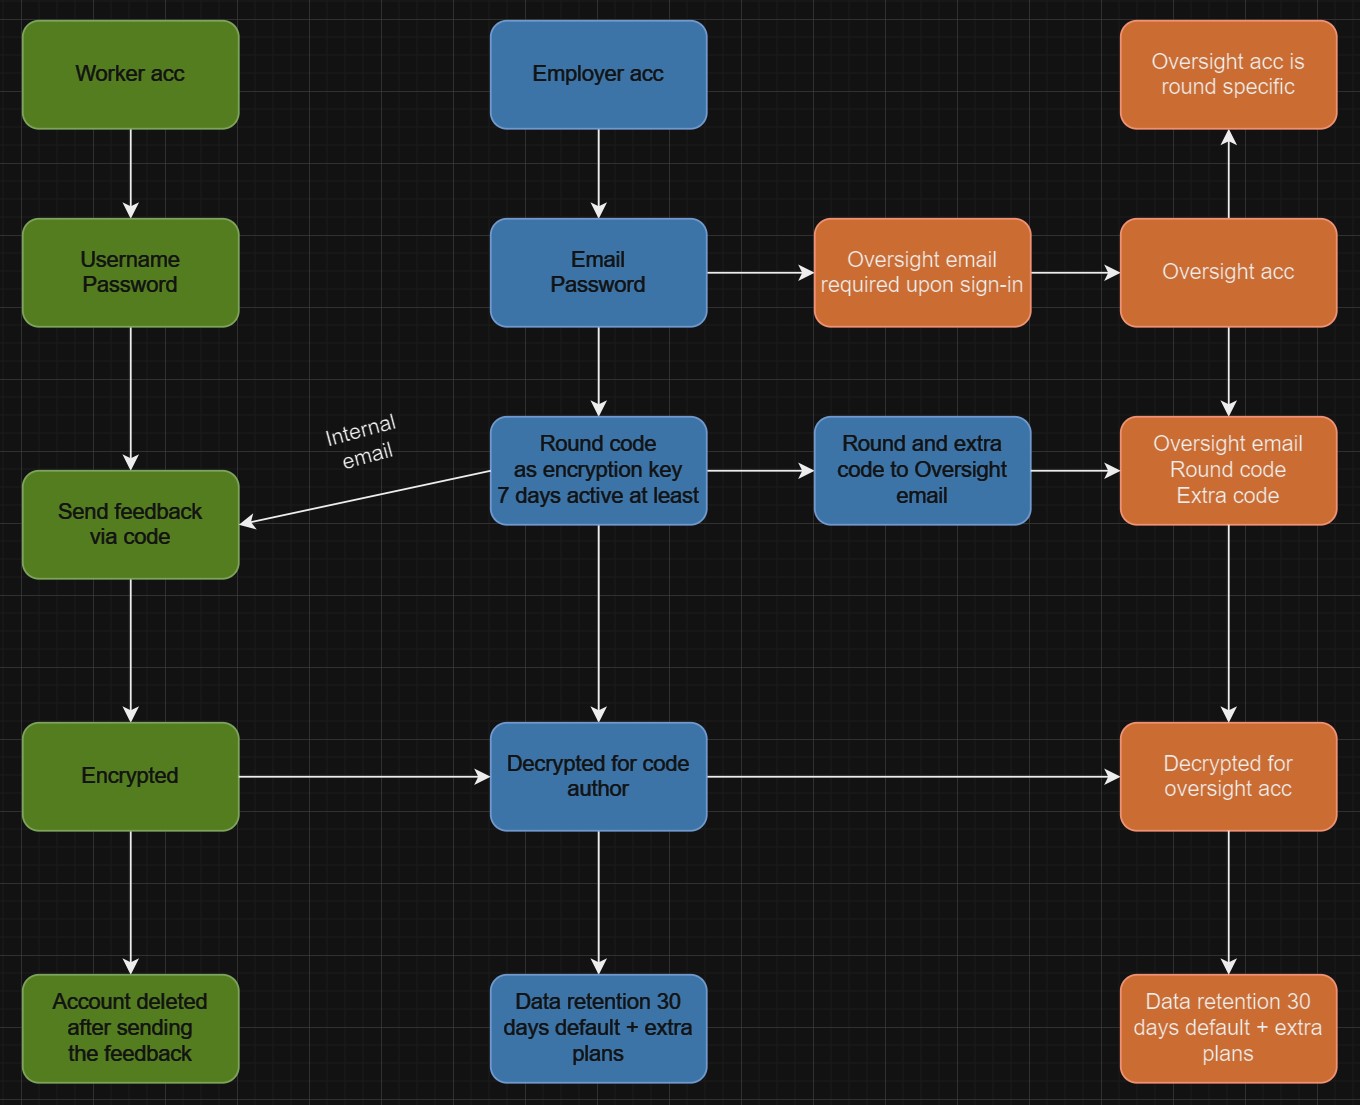 Worker acc
Employer acc
Oversight acc is
round specific
Username
Password
Email
Password
Oversight email
required upon sign-in
Oversight acc
Internal
email
Send feedback
via code
Round code
as encryption key
7 days active at least
Round and extra
code to Oversight
email
Oversight email
Round code
Extra code
Encrypted
Decrypted for code
author
Decrypted for
oversight acc
Account deleted
after sending
the feedback
Data retention 30
days default + extra
plans
Data retention 30
days default + extra
plans